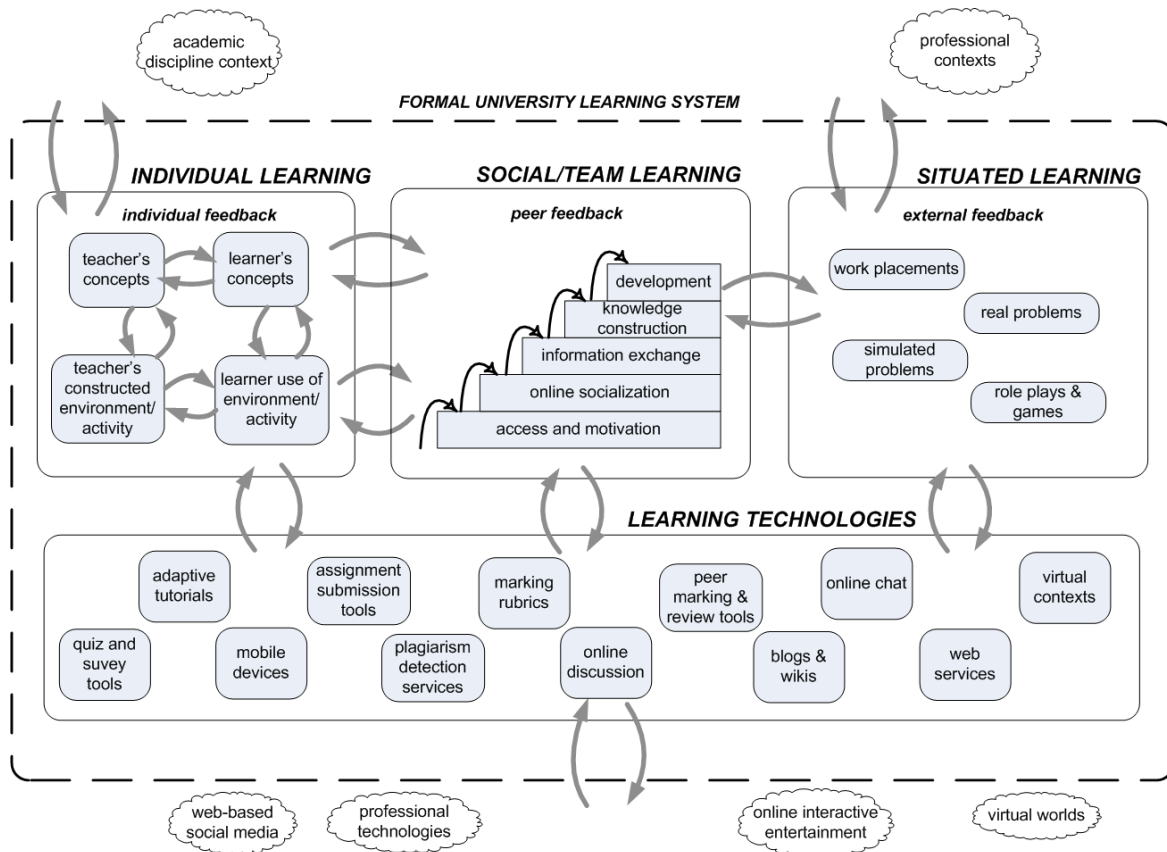 academic
discipline context
professional
contexts
FORMAL UNIVERSITY LEARNING SYSTEM
INDIVIDUAL LEARNING
individual feedback
teacher's
concepts
learner's
concepts
teacher's
constructed
environment/
activity
learner use of
environment/
activity
SOCIAL/TEAM LEARNING
peer feedback
development
knowledge
construction
information exchange
online socialization
access and motivation
SITUATED LEARNING
external feedback
work placements
real problems
simulated
problems
role plays &
games
LEARNING TECHNOLOGIES
adaptive
tutorials
assignment
submission
tools
marking
rubrics
peer
marking &
review tools
online chat
virtual
contexts
quiz and
suvey
tools
mobile
devices
plagiarism
detection
services
online
discussion
blogs &
wikis
web
services
web-based
social media
professional
technologies
online interactive
entertainment
virtual worlds